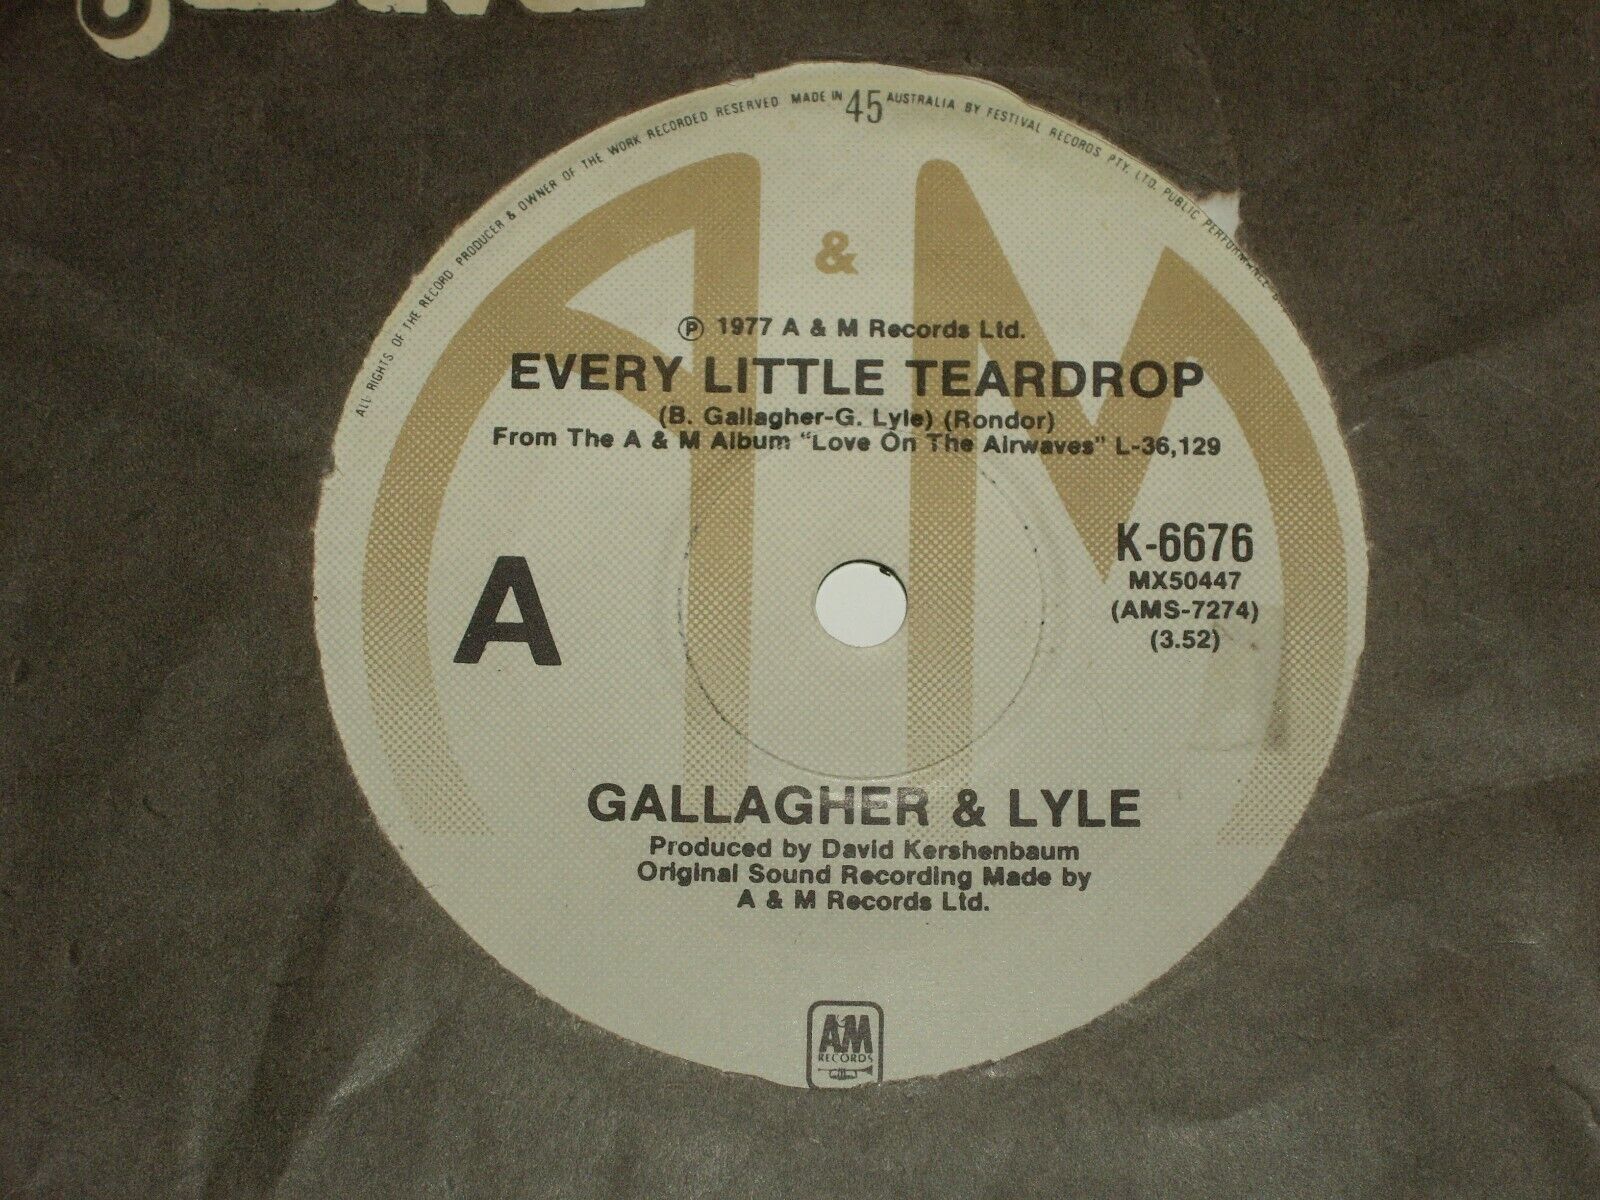 ALL RIGHTS OF THE RECORD PRODUCER & OWNER OF THE WORK RECORDED RESERVED MADE IN 45 AUSTRALIA BY FESTIVAL RECORDS PTY. LTD. PUBLIC PERFORMANCE
A & M
℗ 1977 A & M Records Ltd.
EVERY LITTLE TEARDROP
(B. Gallagher-G. Lyle) (Rondor)
From The A & M Album "Love On The Airwaves" L-36,129
A
K-6676
MX50447
(AMS-7274)
(3.52)
GALLAGHER & LYLE
Produced by David Kershenbaum
Original Sound Recording Made by
A & M Records Ltd.
A&M
RECORDS